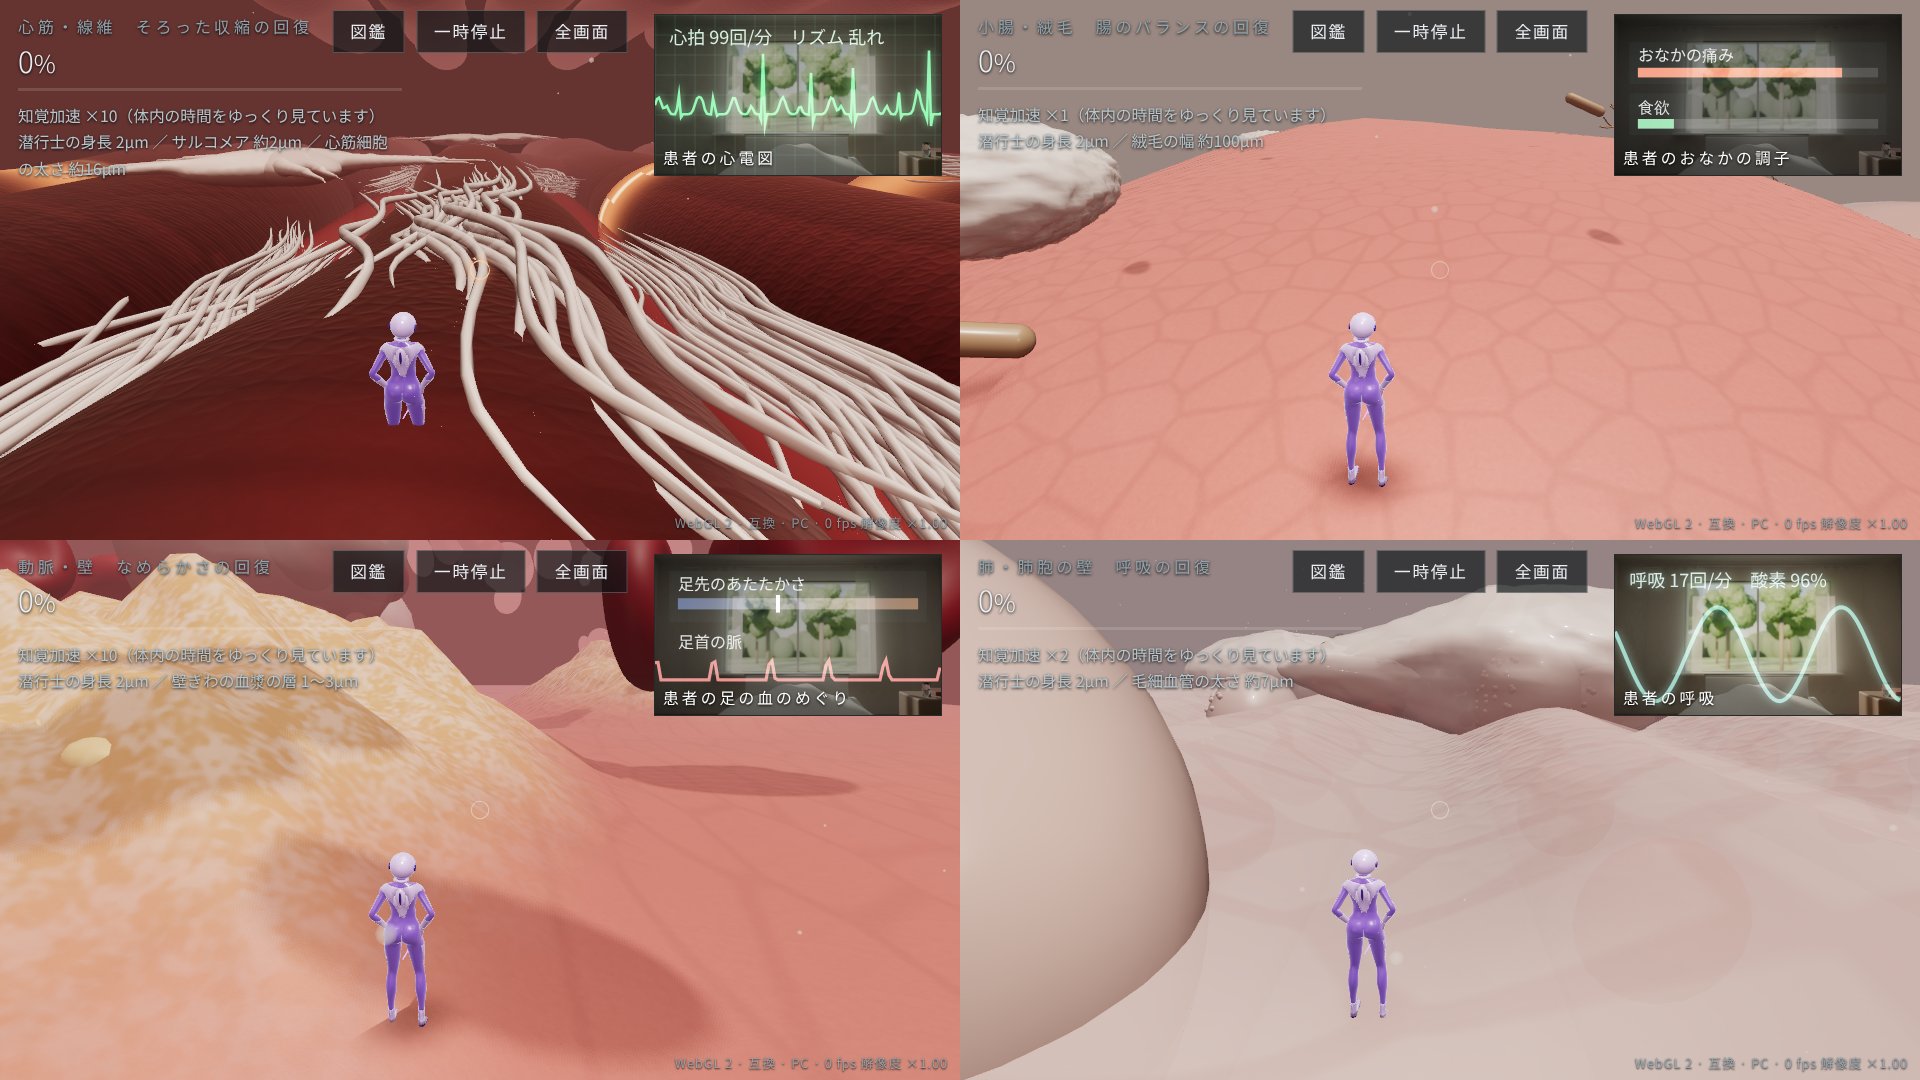 心筋・線維　そろった収縮の回復
0%
知覚加速 ×10（体内の時間をゆっくり見ています）
潜行士の身長 2μm ／ サルコメア 約2μm ／ 心筋細胞
の太さ 約16μm
図鑑
一時停止
全画面
心拍 99回/分　リズム 乱れ
患者の心電図
WebGL 2 · 互換 · PC · 0 fps 解像度 ×1.00
小腸・絨毛　腸のバランスの回復
0%
知覚加速 ×1（体内の時間をゆっくり見ています）
潜行士の身長 2μm ／ 絨毛の幅 約100μm
図鑑
一時停止
全画面
おなかの痛み
食欲
患者のおなかの調子
WebGL 2 · 互換 · PC · 0 fps 解像度 ×1.00
動脈・壁　なめらかさの回復
0%
知覚加速 ×10（体内の時間をゆっくり見ています）
潜行士の身長 2μm ／ 壁ぎわの血漿の層 1〜3μm
図鑑
一時停止
全画面
足先のあたたかさ
足首の脈
患者の足の血のめぐり
WebGL 2 · 互換 · PC · 0 fps 解像度 ×1.00
肺・肺胞の壁　呼吸の回復
0%
知覚加速 ×2（体内の時間をゆっくり見ています）
潜行士の身長 2μm ／ 毛細血管の太さ 約7μm
図鑑
一時停止
全画面
呼吸 17回/分　酸素 96%
患者の呼吸
WebGL 2 · 互換 · PC · 0 fps 解像度 ×1.00